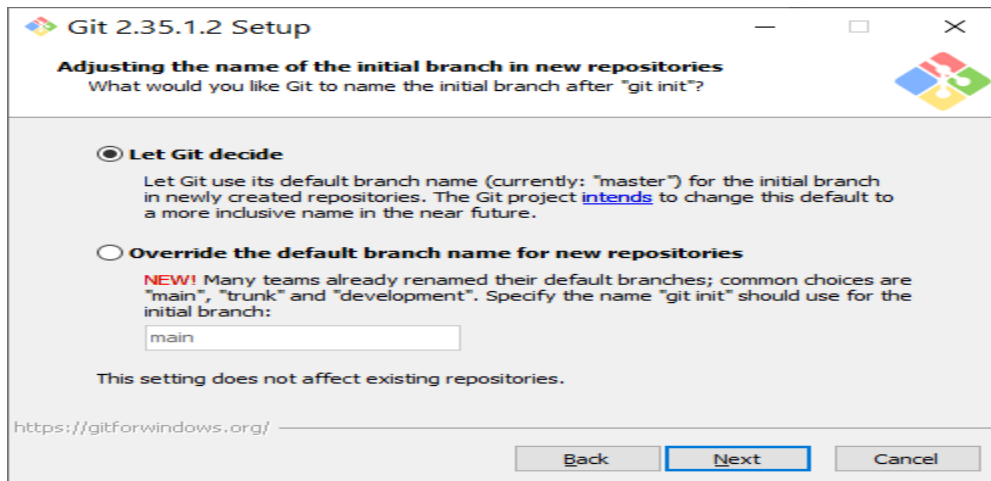 Git 2.35.1.2 Setup
Adjusting the name of the initial branch in new repositories
What would you like Git to name the initial branch after "git init"?
Let Git decide
Let Git use its default branch name (currently: "master") for the initial branch
in newly created repositories. The Git project intends to change this default to
a more inclusive name in the near future.
Override the default branch name for new repositories
NEW! Many teams already renamed their default branches; common choices are
"main", "trunk" and "development". Specify the name "git init" should use for the
initial branch:
main
This setting does not affect existing repositories.
https://gitforwindows.org/
Back Next Cancel